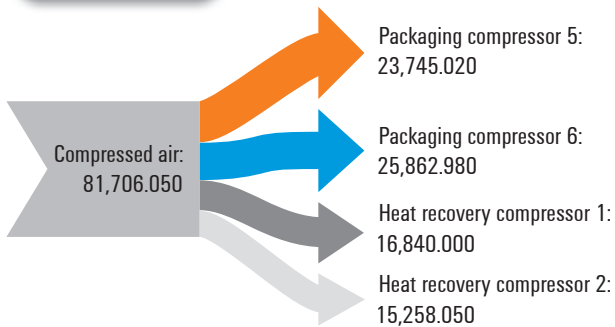 Compressed air:
81,706.050
Packaging compressor 5:
23,745.020
Packaging compressor 6:
25,862.980
Heat recovery compressor 1:
16,840.000
Heat recovery compressor 2:
15,258.050